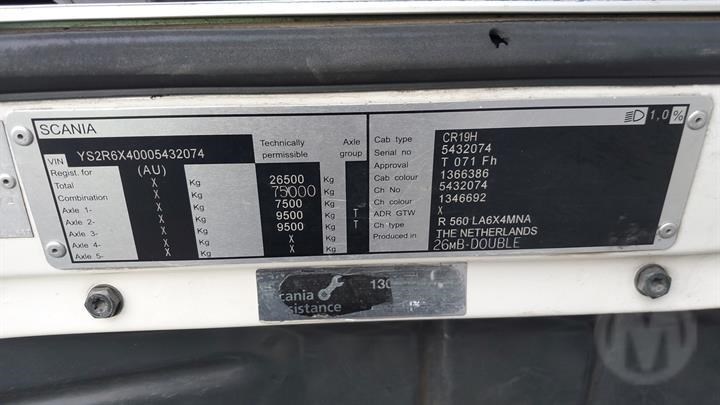 SCANIA
1,0 %
VIN YS2R6X40005432074
Technically permissible
Axle group
Regist. for (AU)
Total X Kg 26500 Kg
Combination X Kg 75000 Kg
Axle 1- X Kg 7500 Kg
Axle 2- X Kg 9500 Kg T
Axle 3- X Kg 9500 Kg T
Axle 4- X Kg X Kg
Axle 5- X Kg X Kg
Cab type CR19H
Serial no 5432074
Approval T 071 Fh
Cab colour 1366386
Ch No 5432074
Ch colour 1346692
ADR GTW X
Ch type R 560 LA6X4MNA
Produced in THE NETHERLANDS
26MB-DOUBLE
130
M